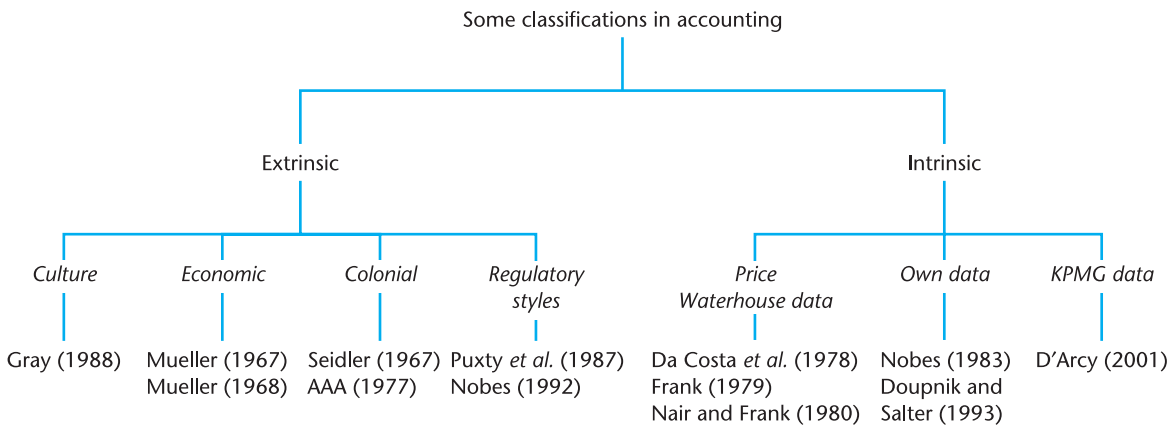 Some classifications in accounting
Extrinsic
Intrinsic
Culture
Economic
Colonial
Regulatory
styles
Price
Waterhouse data
Own data
KPMG data
Gray (1988)
Mueller (1967)
Mueller (1968)
Seidler (1967)
AAA (1977)
Puxty et al. (1987)
Nobes (1992)
Da Costa et al. (1978)
Frank (1979)
Nair and Frank (1980)
Nobes (1983)
Doupnik and
Salter (1993)
D’Arcy (2001)